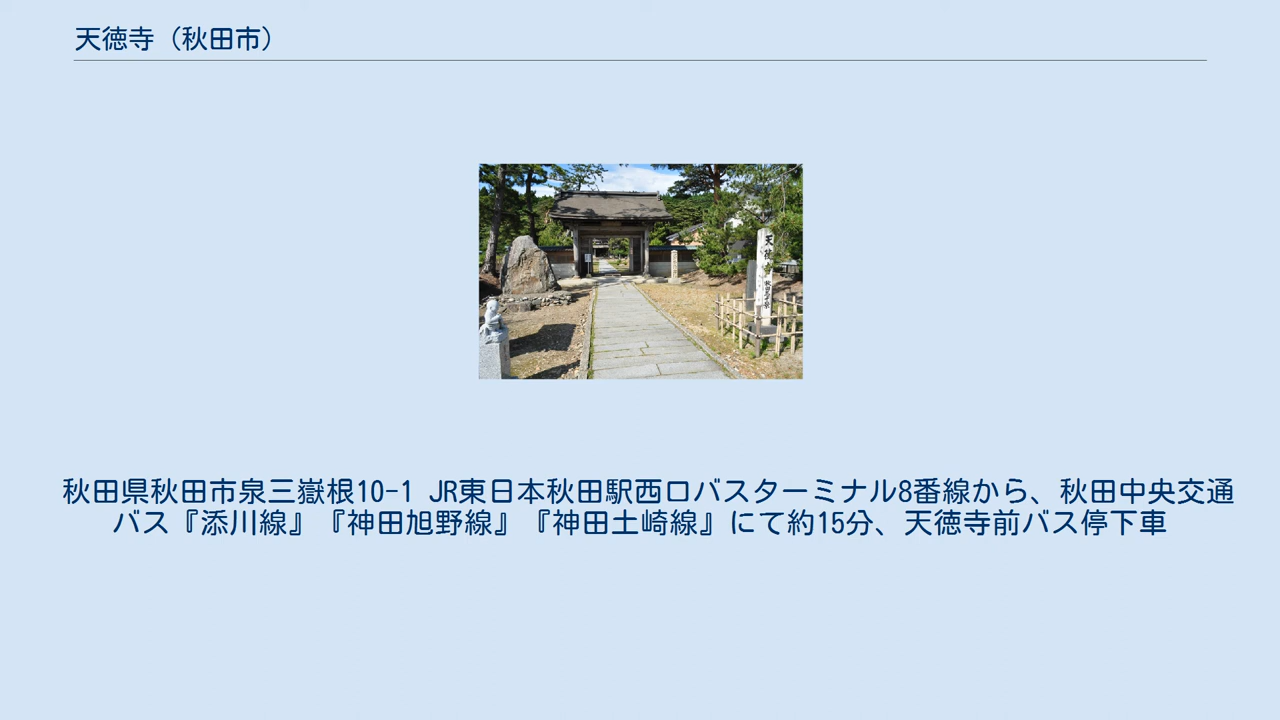 天徳寺（秋田市）
天徳寺
秋田県秋田市泉三嶽根10-1 JR東日本秋田駅西口バスターミナル8番線から、秋田中央交通
バス『添川線』『神田旭野線』『神田土崎線』にて約15分、天徳寺前バス停下車